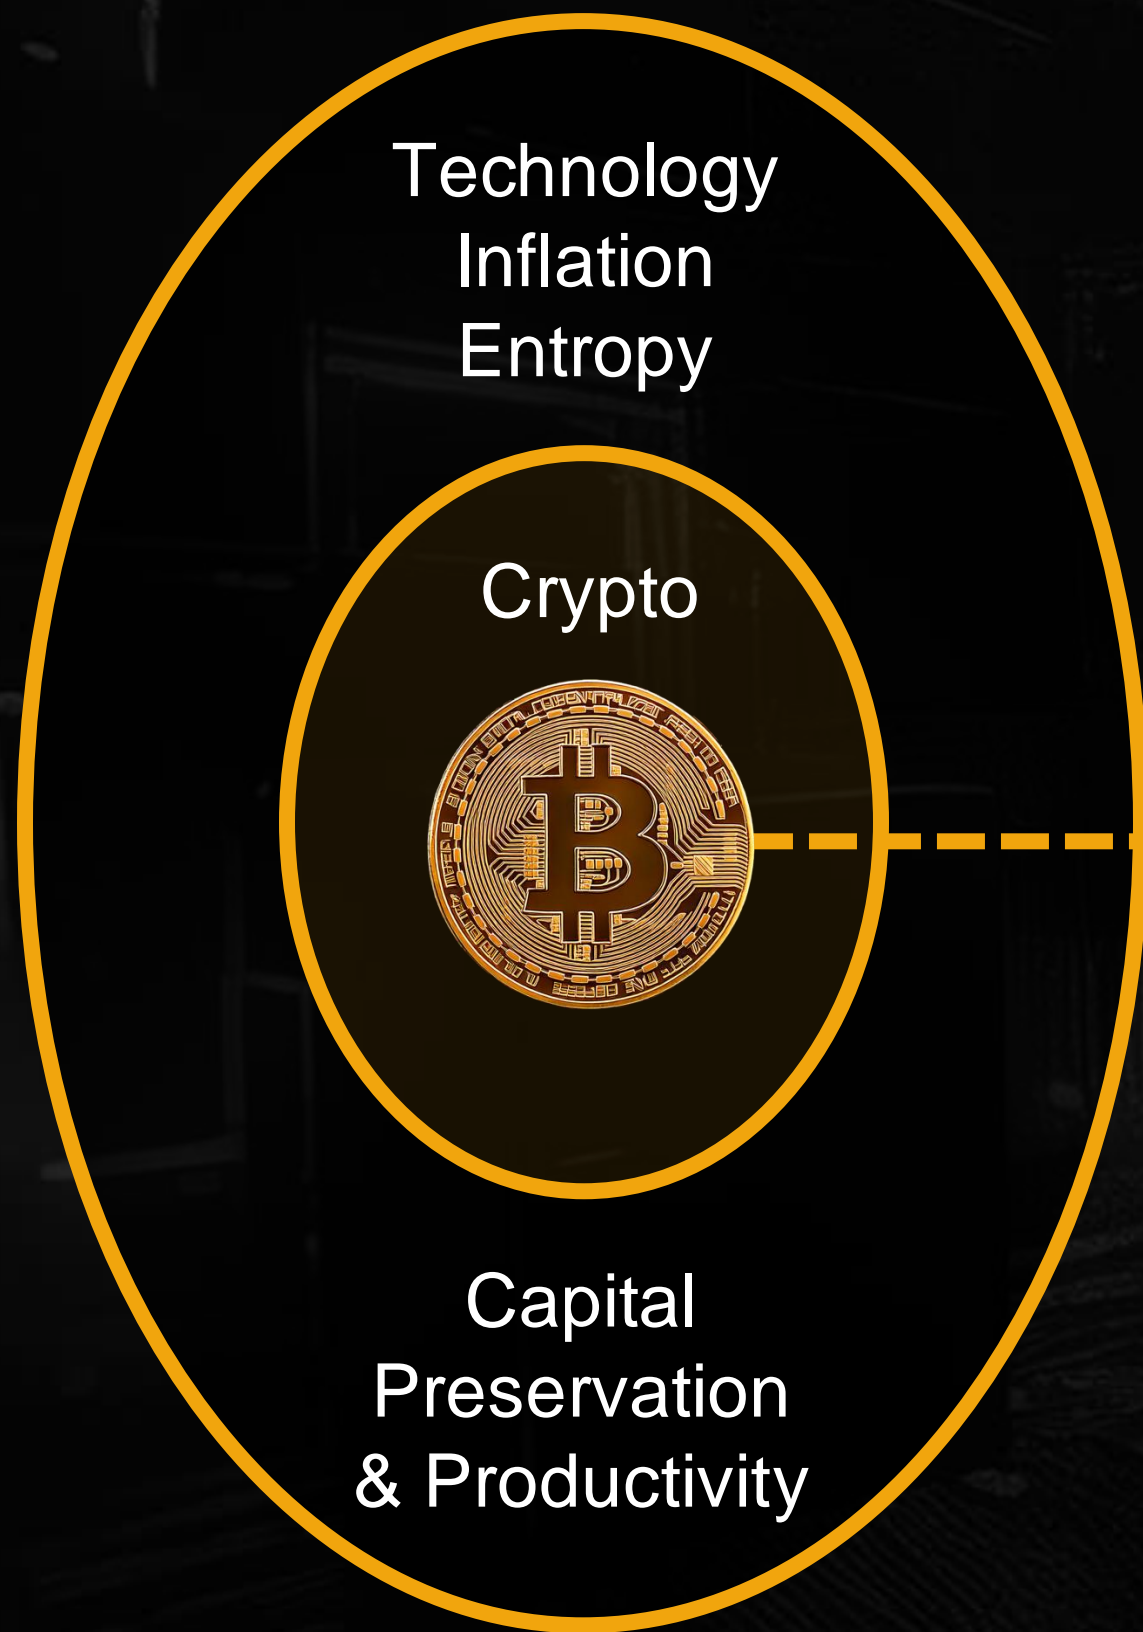 Technology
Inflation
Entropy
Crypto
Capital
Preservation
& Productivity